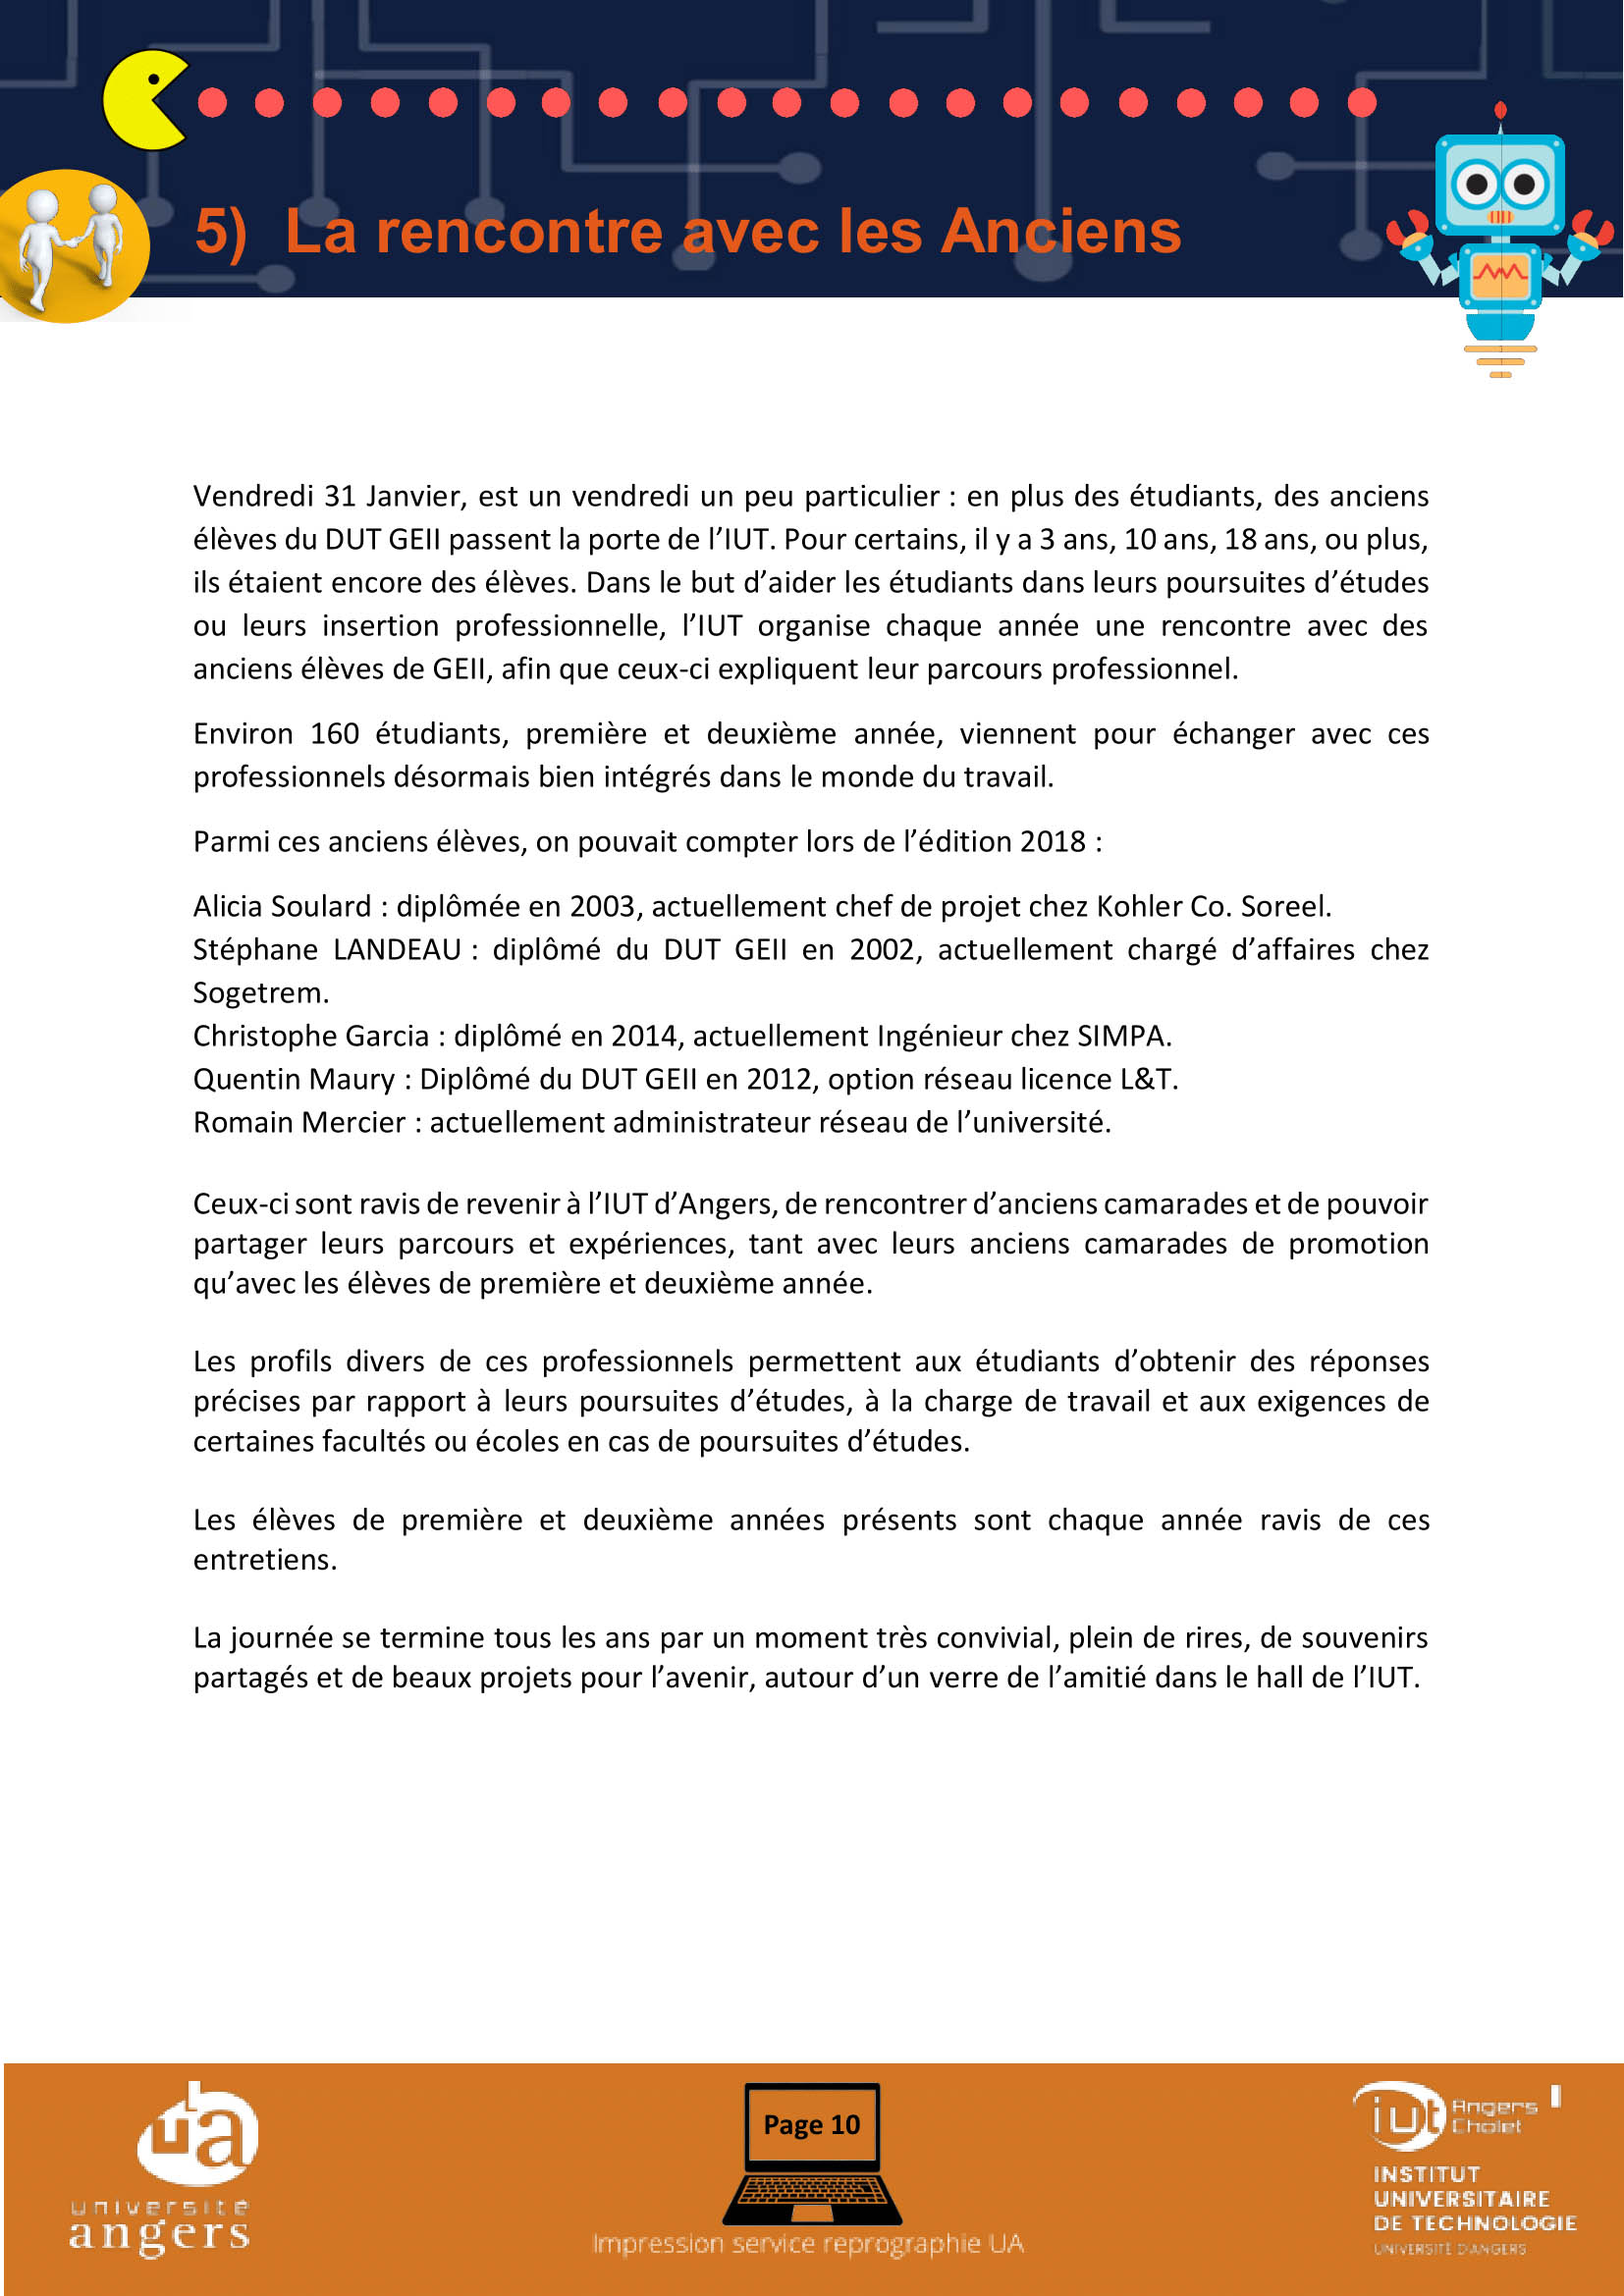 5) La rencontre avec les Anciens
Vendredi 31 Janvier, est un vendredi un peu particulier : en plus des étudiants, des anciens
élèves du DUT GEII passent la porte de l’IUT. Pour certains, il y a 3 ans, 10 ans, 18 ans, ou plus,
ils étaient encore des élèves. Dans le but d’aider les étudiants dans leurs poursuites d’études
ou leurs insertion professionnelle, l’IUT organise chaque année une rencontre avec des
anciens élèves de GEII, afin que ceux-ci expliquent leur parcours professionnel.
Environ 160 étudiants, première et deuxième année, viennent pour échanger avec ces
professionnels désormais bien intégrés dans le monde du travail.
Parmi ces anciens élèves, on pouvait compter lors de l’édition 2018 :
Alicia Soulard : diplômée en 2003, actuellement chef de projet chez Kohler Co. Soreel.
Stéphane LANDEAU : diplômé du DUT GEII en 2002, actuellement chargé d’affaires chez
Sogetrem.
Christophe Garcia : diplômé en 2014, actuellement Ingénieur chez SIMPA.
Quentin Maury : Diplômé du DUT GEII en 2012, option réseau licence L&T.
Romain Mercier : actuellement administrateur réseau de l’université.
Ceux-ci sont ravis de revenir à l’IUT d’Angers, de rencontrer d’anciens camarades et de pouvoir
partager leurs parcours et expériences, tant avec leurs anciens camarades de promotion
qu’avec les élèves de première et deuxième année.
Les profils divers de ces professionnels permettent aux étudiants d’obtenir des réponses
précises par rapport à leurs poursuites d’études, à la charge de travail et aux exigences de
certaines facultés ou écoles en cas de poursuites d’études.
Les élèves de première et deuxième années présents sont chaque année ravis de ces
entretiens.
La journée se termine tous les ans par un moment très convivial, plein de rires, de souvenirs
partagés et de beaux projets pour l’avenir, autour d’un verre de l’amitié dans le hall de l’IUT.
ua
université
angers
Page 10
Impression service reprographie UA
iut Angers
Cholet
INSTITUT
UNIVERSITAIRE
DE TECHNOLOGIE
UNIVERSITÉ D'ANGERS